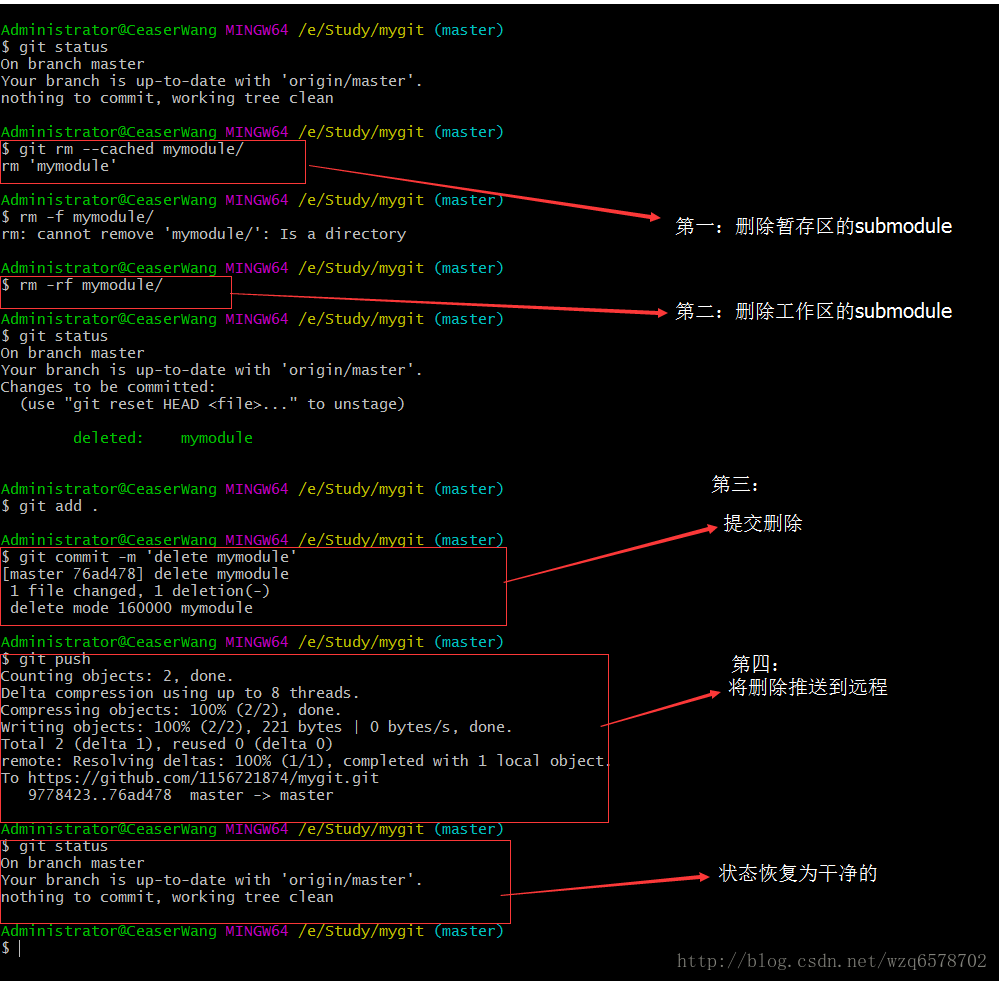 Administrator@CeaserWang MINGW64 /e/Study/mygit (master)
$ git status
On branch master
Your branch is up-to-date with 'origin/master'.
nothing to commit, working tree clean
Administrator@CeaserWang MINGW64 /e/Study/mygit (master)
$ git rm --cached mymodule/
rm 'mymodule'
Administrator@CeaserWang MINGW64 /e/Study/mygit (master)
$ rm -f mymodule/
第一：删除暂存区的submodule
rm: cannot remove 'mymodule/': Is a directory
Administrator@CeaserWang MINGW64 /e/Study/mygit (master)
$ rm -rf mymodule/
第二：删除工作区的submodule
Administrator@CeaserWang MINGW64 /e/Study/mygit (master)
$ git status
On branch master
Your branch is up-to-date with 'origin/master'.
Changes to be committed:
(use "git reset HEAD <file>..." to unstage)
deleted: mymodule
第三：
Administrator@CeaserWang MINGW64 /e/Study/mygit (master)
$ git add .
提交删除
Administrator@CeaserWang MINGW64 /e/Study/mygit (master)
$ git commit -m 'delete mymodule'
[master 76ad478] delete mymodule
1 file changed, 1 deletion(-)
delete mode 160000 mymodule
Administrator@CeaserWang MINGW64 /e/Study/mygit (master)
$ git push
第四：
Counting objects: 2, done.
将删除推送到远程
Delta compression using up to 8 threads.
Compressing objects: 100% (2/2), done.
Writing objects: 100% (2/2), 221 bytes | 0 bytes/s, done.
Total 2 (delta 1), reused 0 (delta 0)
remote: Resolving deltas: 100% (1/1), completed with 1 local object.
To https://github.com/1156721874/mygit.git
9778423..76ad478 master -> master
Administrator@CeaserWang MINGW64 /e/Study/mygit (master)
$ git status
On branch master
状态恢复为干净的
Your branch is up-to-date with 'origin/master'.
nothing to commit, working tree clean
Administrator@CeaserWang MINGW64 /e/Study/mygit (master)
$
http://blog.csdn.net/wzq6578702